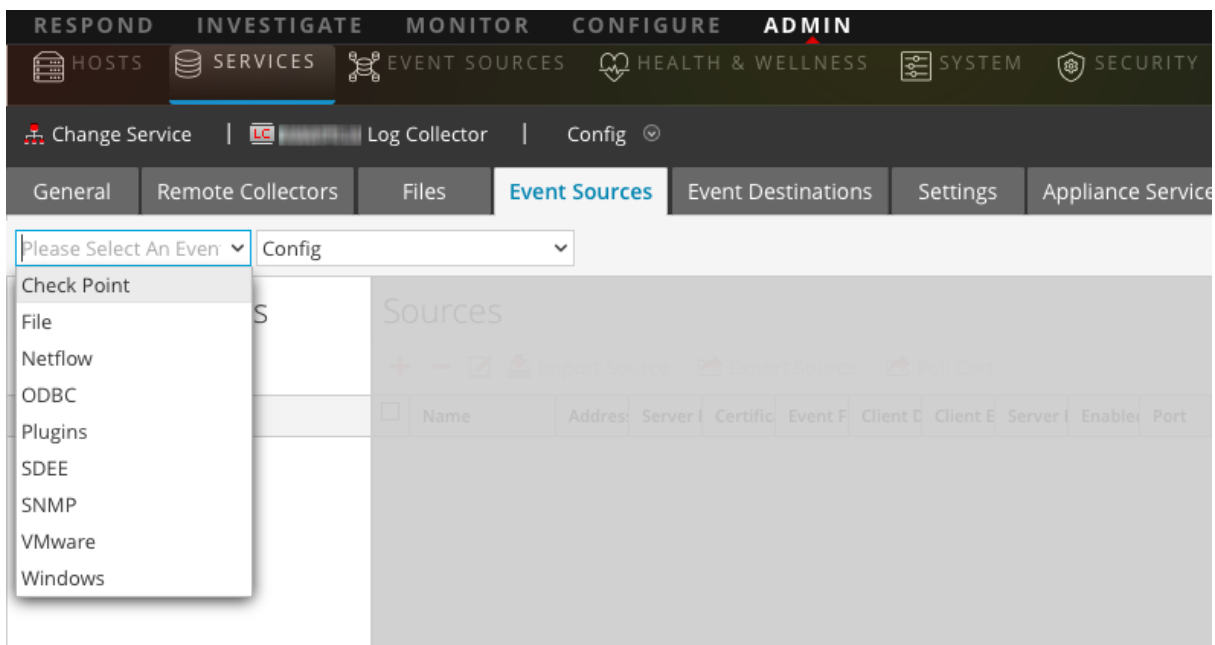 RESPOND INVESTIGATE MONITOR CONFIGURE ADMIN
HOSTS SERVICES EVENT SOURCES HEALTH & WELLNESS SYSTEM SECURITY
Change Service | LC Log Collector | Config
General Remote Collectors Files Event Sources Event Destinations Settings Appliance Service
Please Select An Even Config
Check Point
s Sources
File
Netflow
Import Source Export Source
ODBC
Name Addres Server Certific Event F Client D Client E Server Enable Port
Plugins
SDEE
SNMP
VMware
Windows